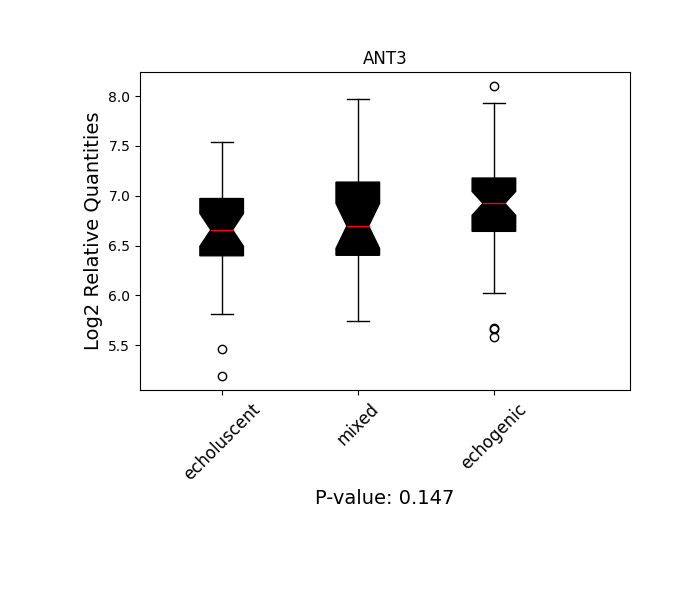 ANT3
Log2 Relative Quantities
8.0
7.5
7.0
6.5
6.0
5.5
echoluscent
mixed
echogenic
P-value: 0.147